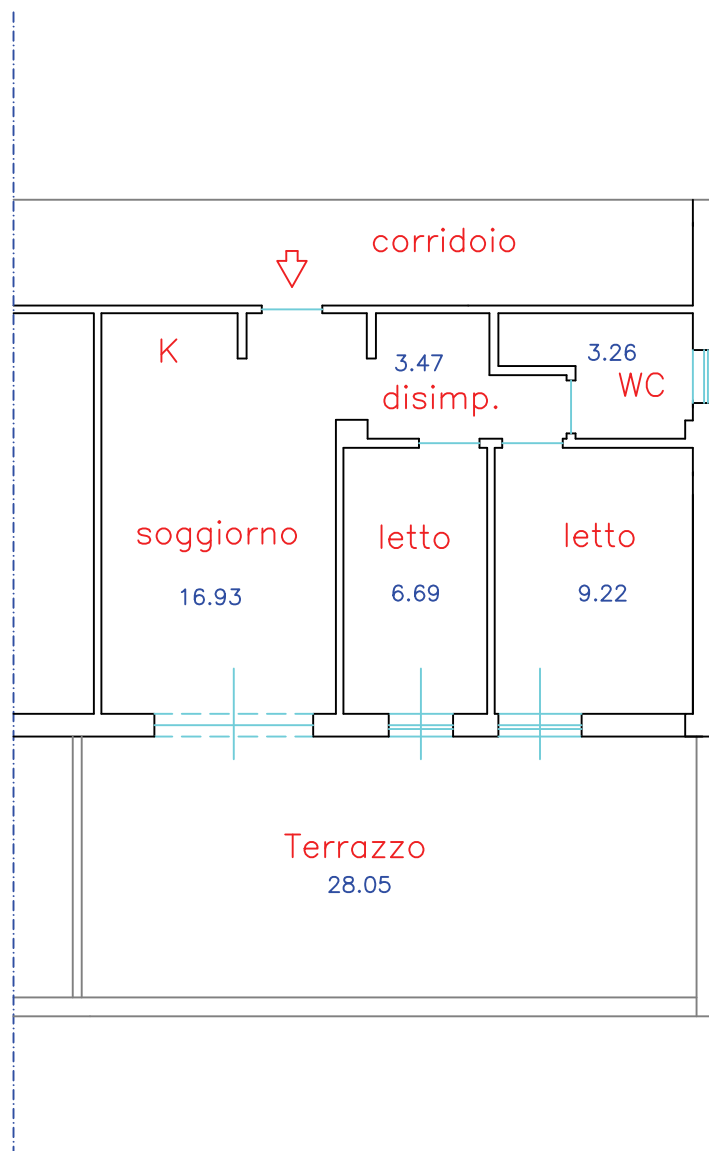 corridoio
K
3.47
disimp.
3.26
WC
soggiorno
16.93
letto
6.69
letto
9.22
Terrazzo
28.05